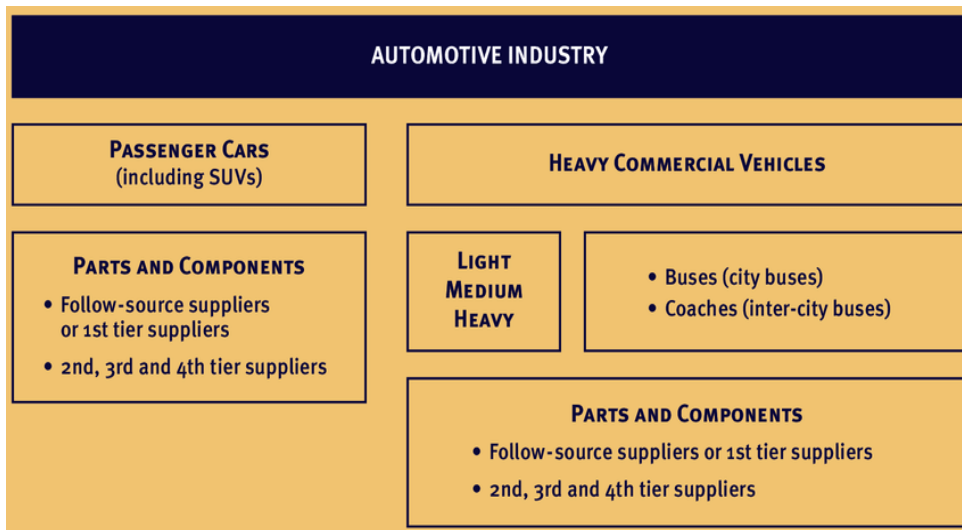 AUTOMOTIVE INDUSTRY
PASSENGER CARS
(including SUVs)
HEAVY COMMERCIAL VEHICLES
PARTS AND COMPONENTS
• Follow-source suppliers
or 1st tier suppliers
• 2nd, 3rd and 4th tier suppliers
LIGHT
MEDIUM
HEAVY
• Buses (city buses)
• Coaches (inter-city buses)
PARTS AND COMPONENTS
• Follow-source suppliers or 1st tier suppliers
• 2nd, 3rd and 4th tier suppliers